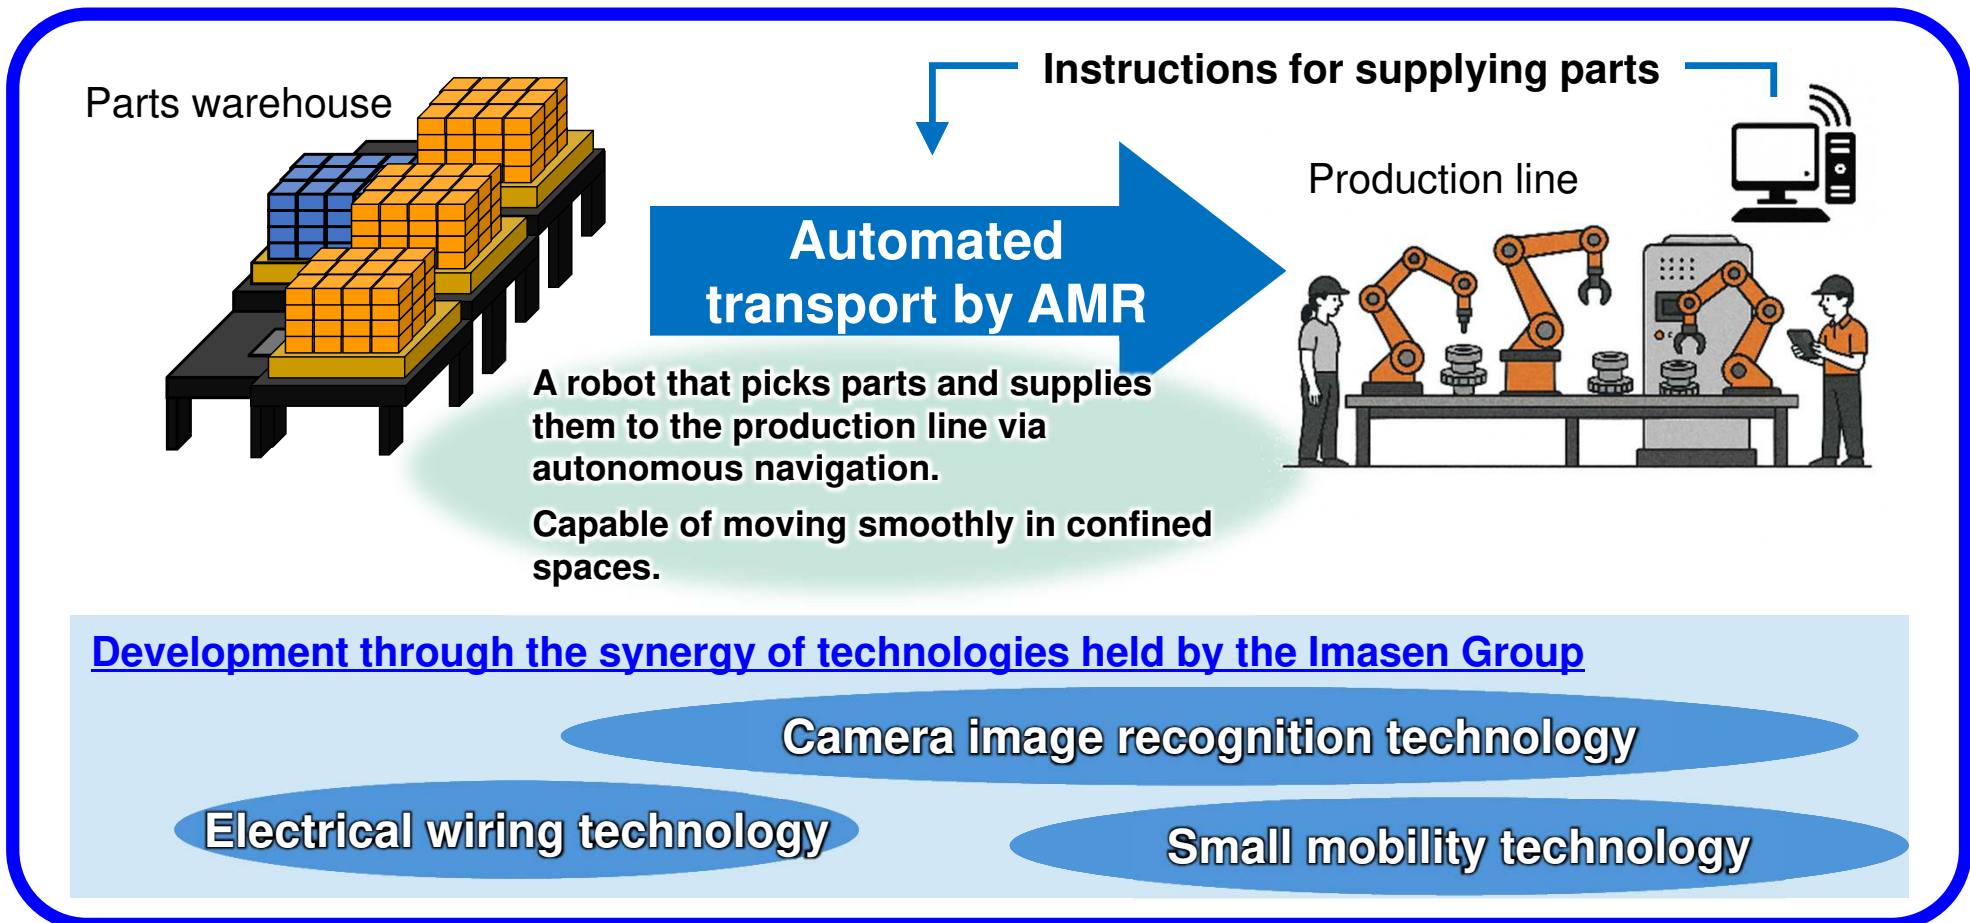 Instructions for supplying parts
Parts warehouse
Production line
Automated
transport by AMR
A robot that picks parts and supplies
them to the production line via
autonomous navigation.
Capable of moving smoothly in confined
spaces.
Development through the synergy of technologies held by the Imasen Group
Camera image recognition technology
Electrical wiring technology
Small mobility technology